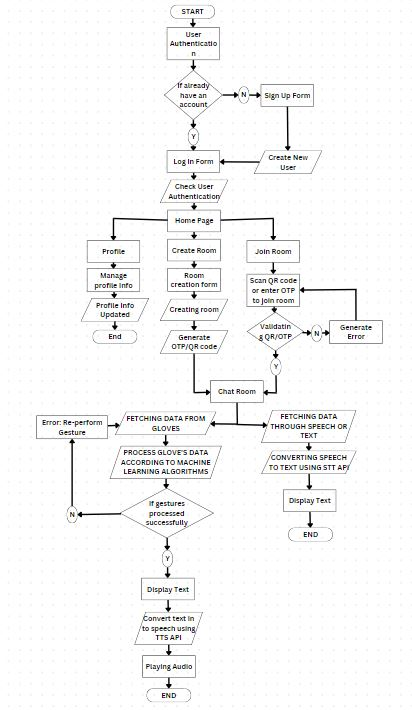 START
User
Authenticatio
n
If already
have an
account
N
Sign Up Form
Y
Log In Form
Create New
User
Check User
Authentication
Home Page
Profile
Create Room
Join Room
Manage
profile Info
Room
creation form
Scan QR code
or enter OTP
to join room
Profile Info
Updated
Creating room
Validatin
g QR/OTP
N
Generate
Error
End
Generate
OTP/QR code
Y
Chat Room
Error: Re-perform
Gesture
FETCHING DATA FROM
GLOVES
FETCHING DATA
THROUGH SPEECH OR
TEXT
PROCESS GLOVE'S DATA
ACCORDING TO MACHINE
LEARNING ALGORITHMS
CONVERTING SPEECH
TO TEXT USING STT API
If gestures
processed
successfully
Display Text
N
END
Y
Display Text
Convert text in
to speech using
TTS API
Playing Audio
END